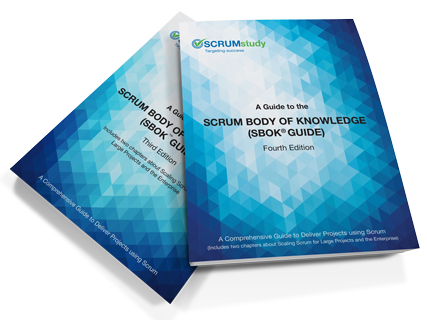 SCRUMstudy
Targeting success
A Guide to the
SCRUM BODY OF KNOWLEDGE
(SBOK® GUIDE)
Fourth Edition
A Comprehensive Guide to Deliver Projects using Scrum
(Includes two chapters about Scaling Scrum for Large Projects and the Enterprise)
A Guide
SCRUM BODY OF
(SBOK® GUI
Third Edition
(Includes two chapters about Scaling Scrum
Large Projects and the Enterprise
A Comprehensive Guide to Deliver Projects using Scrum